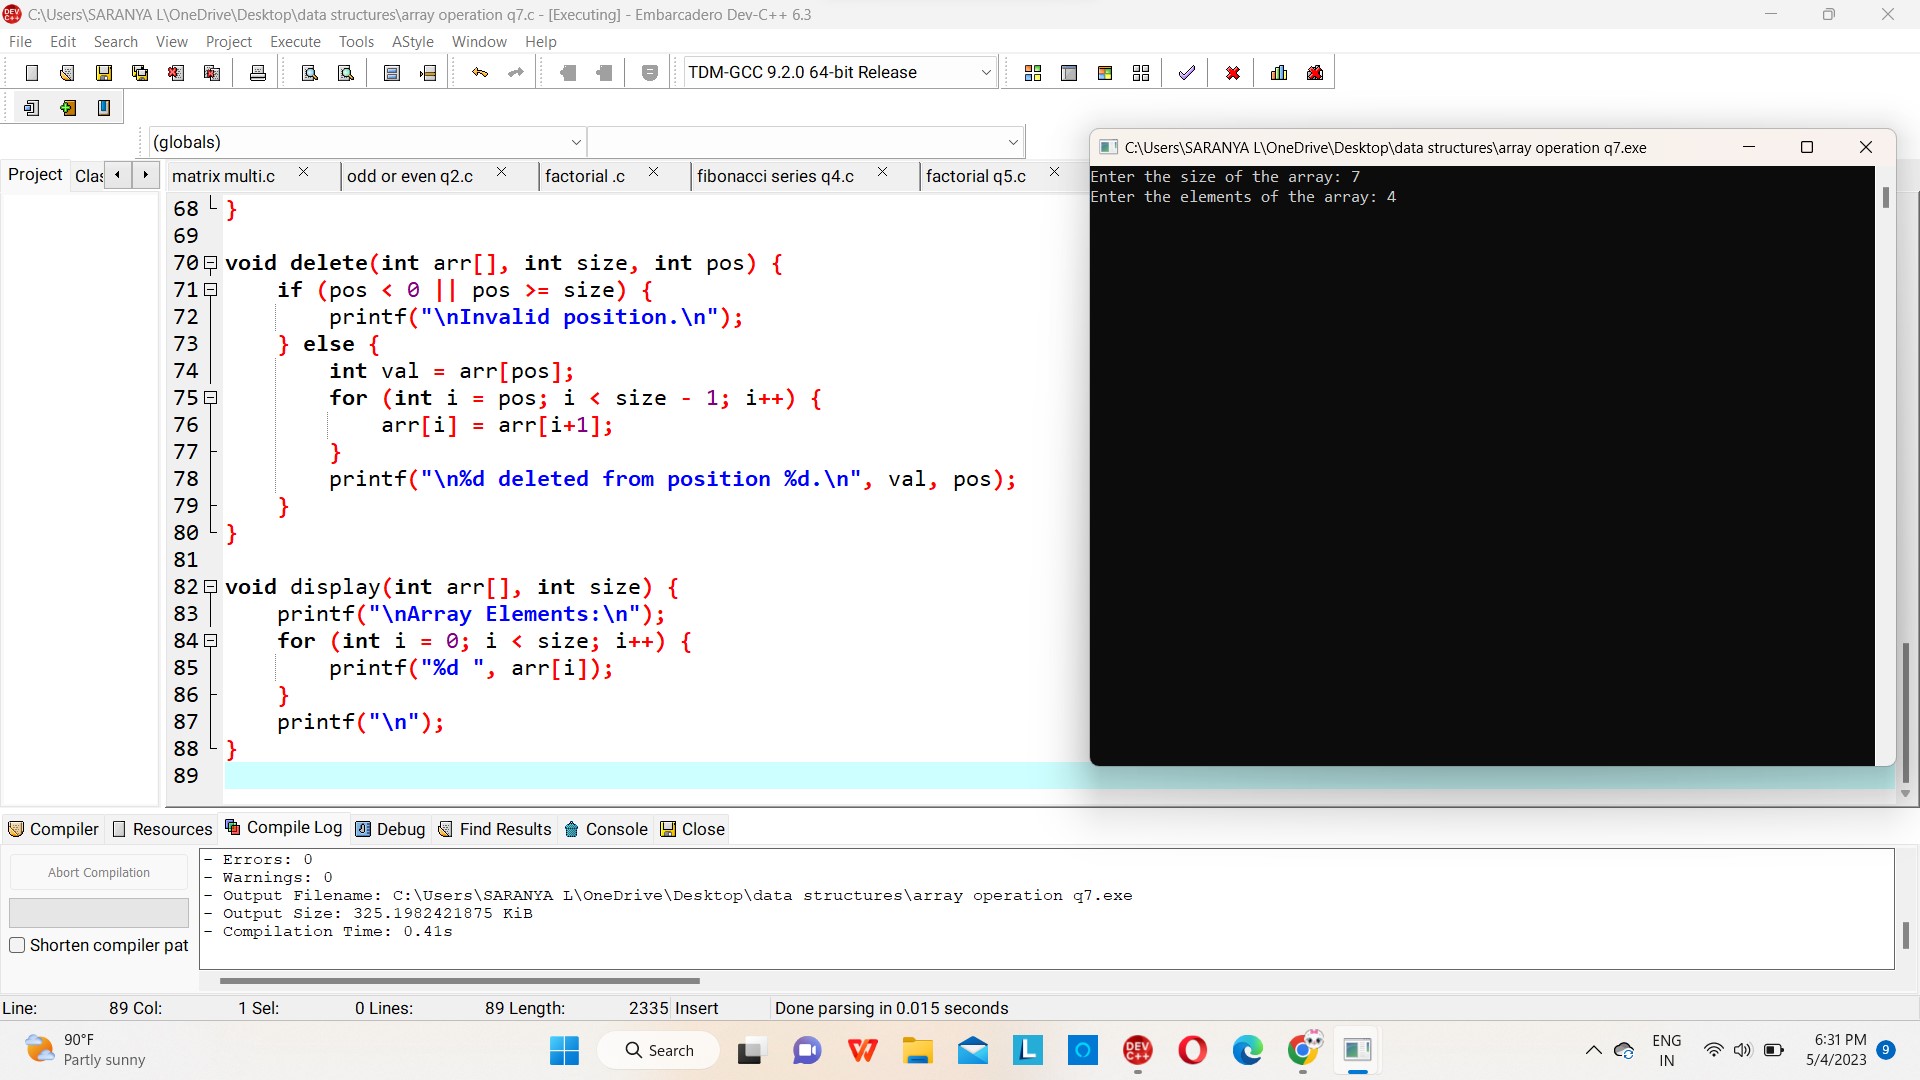 C:\Users\SARANYA L\OneDrive\Desktop\data structures\array operation q7.c - [Executing] - Embarcadero Dev-C++ 6.3
File Edit Search View Project Execute Tools AStyle Window Help
TDM-GCC 9.2.0 64-bit Release
(globals)
Project Clas
matrix multi.c odd or even q2.c factorial .c fibonacci series q4.c factorial q5.c
68 }
69
70 void delete(int arr[], int size, int pos) {
71 if (pos < 0 || pos >= size) {
72 printf("\nInvalid position.\n");
73 } else {
74 int val = arr[pos];
75 for (int i = pos; i < size - 1; i++) {
76 arr[i] = arr[i+1];
77 }
78 printf("\n%d deleted from position %d.\n", val, pos);
79 }
80 }
81
82 void display(int arr[], int size) {
83 printf("\nArray Elements:\n");
84 for (int i = 0; i < size; i++) {
85 printf("%d ", arr[i]);
86 }
87 printf("\n");
88 }
89
C:\Users\SARANYA L\OneDrive\Desktop\data structures\array operation q7.exe
Enter the size of the array: 7
Enter the elements of the array: 4
Compiler Resources Compile Log Debug Find Results Console Close
Abort Compilation
Shorten compiler pat
- Errors: 0
- Warnings: 0
- Output Filename: C:\Users\SARANYA L\OneDrive\Desktop\data structures\array operation q7.exe
- Output Size: 325.1982421875 KiB
- Compilation Time: 0.41s
Line: 89 Col: 1 Sel: 0 Lines: 89 Length: 2335 Insert Done parsing in 0.015 seconds
90°F
Partly sunny
Search
DEV
C++
L
ENG
IN
6:31 PM
5/4/2023
9